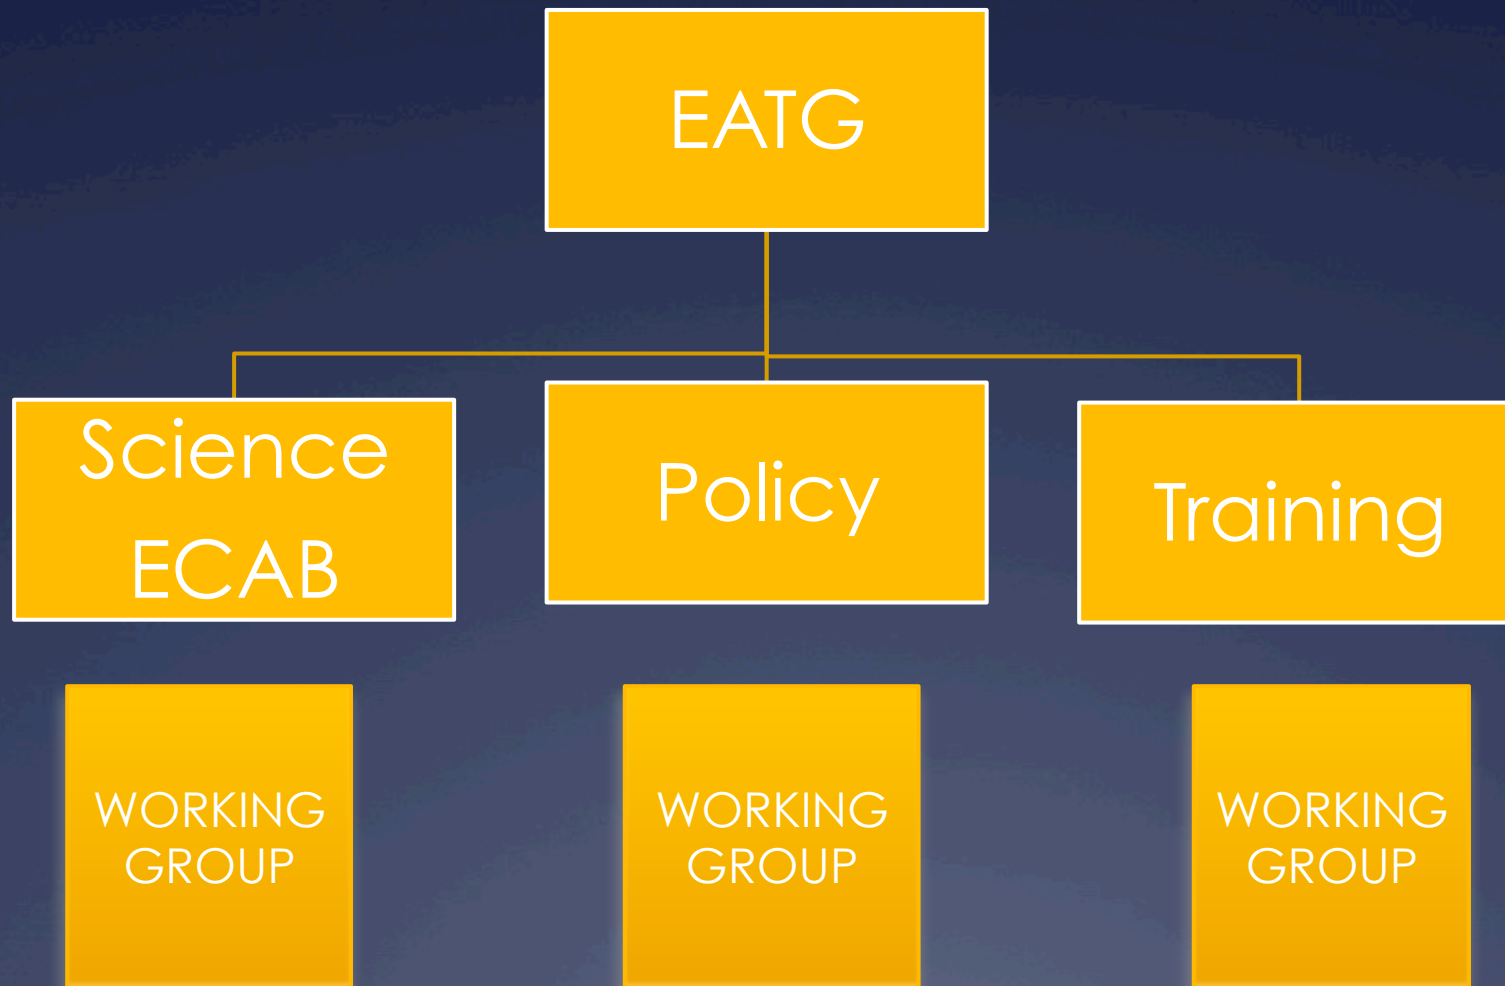 EATG
Science
ECAB
Policy
Training
WORKING
GROUP
WORKING
GROUP
WORKING
GROUP